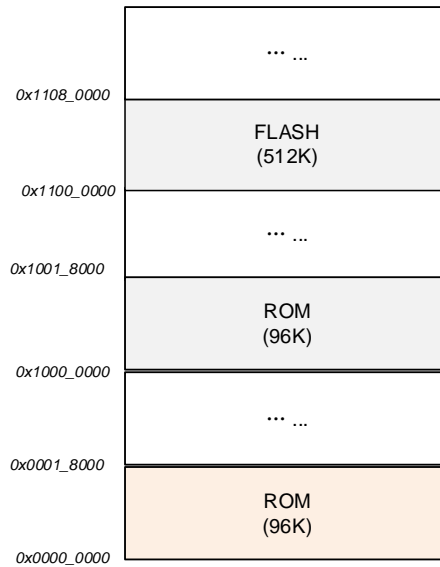 ... ...
0x1108_0000
FLASH
(512K)
0x1100_0000
... ...
0x1001_8000
ROM
(96K)
0x1000_0000
... ...
0x0001_8000
ROM
(96K)
0x0000_0000